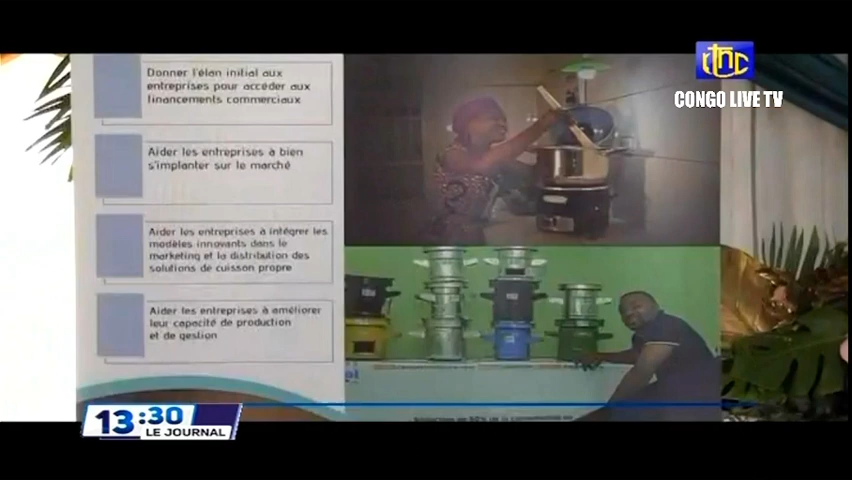 Donner l'élan initial aux
entreprises pour accéder aux
financements commerciaux
Aider les entreprises à bien
s'implanter sur le marché
Aider les entreprises à intégrer les
modèles innovants dans le
marketing et la distribution des
solutions de cuisson propre
Aider les entreprises à améliorer
leur capacité de production
et de gestion
CONGO LIVE TV
13:30
LE JOURNAL